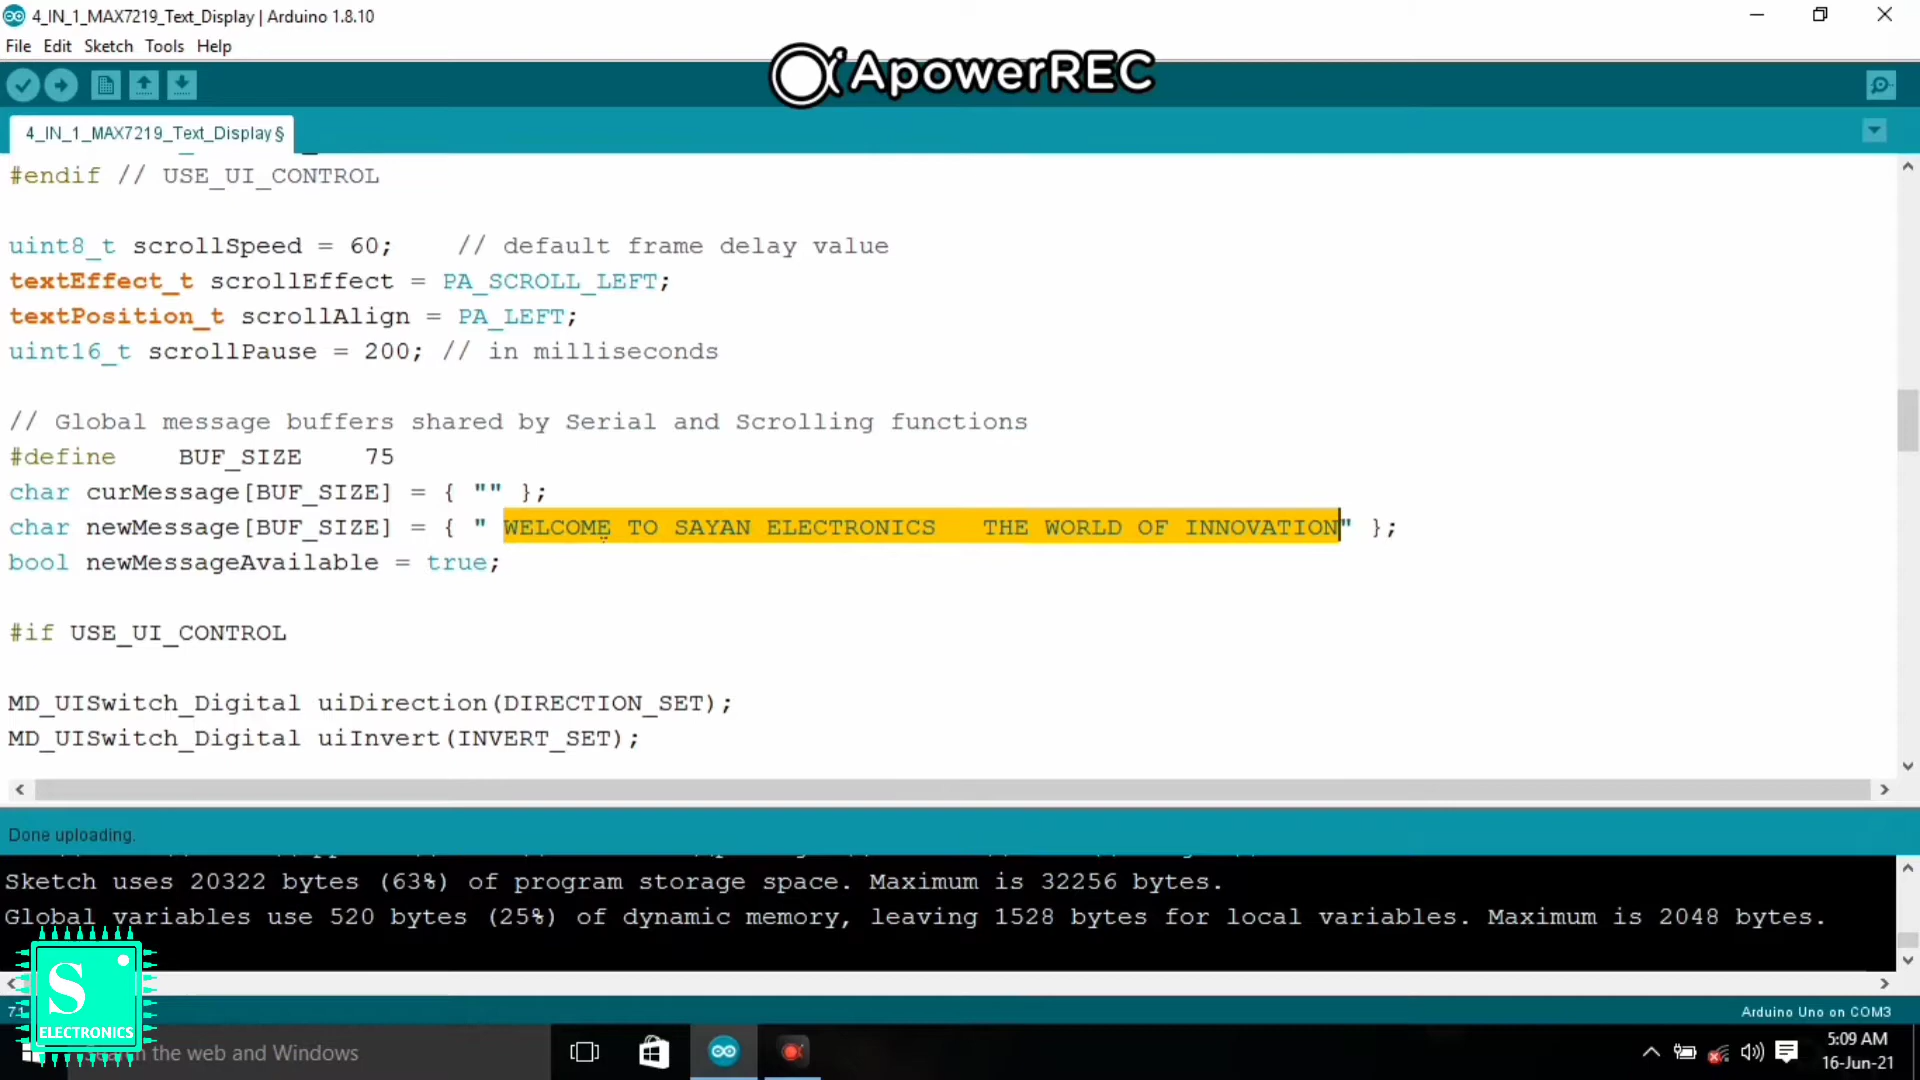 4_IN_1_MAX7219_Text_Display | Arduino 1.8.10
File Edit Sketch Tools Help
ApowerREC
4_IN_1_MAX7219_Text_Display §
#endif // USE_UI_CONTROL
uint8_t scrollSpeed = 60;    // default frame delay value
textEffect_t scrollEffect = PA_SCROLL_LEFT;
textPosition_t scrollAlign = PA_LEFT;
uint16_t scrollPause = 200; // in milliseconds
// Global message buffers shared by Serial and Scrolling functions
#define    BUF_SIZE    75
char curMessage[BUF_SIZE] = { "" };
char newMessage[BUF_SIZE] = { " WELCOME TO SAYAN ELECTRONICS   THE WORLD OF INNOVATION" };
bool newMessageAvailable = true;
#if USE_UI_CONTROL
MD_UISwitch_Digital uiDirection(DIRECTION_SET);
MD_UISwitch_Digital uiInvert(INVERT_SET);
Done uploading.
Sketch uses 20322 bytes (63%) of program storage space. Maximum is 32256 bytes.
Global variables use 520 bytes (25%) of dynamic memory, leaving 1528 bytes for local variables. Maximum is 2048 bytes.
Arduino Uno on COM3
S
ELECTRONICS
the web and Windows
5:09 AM
16-Jun-21